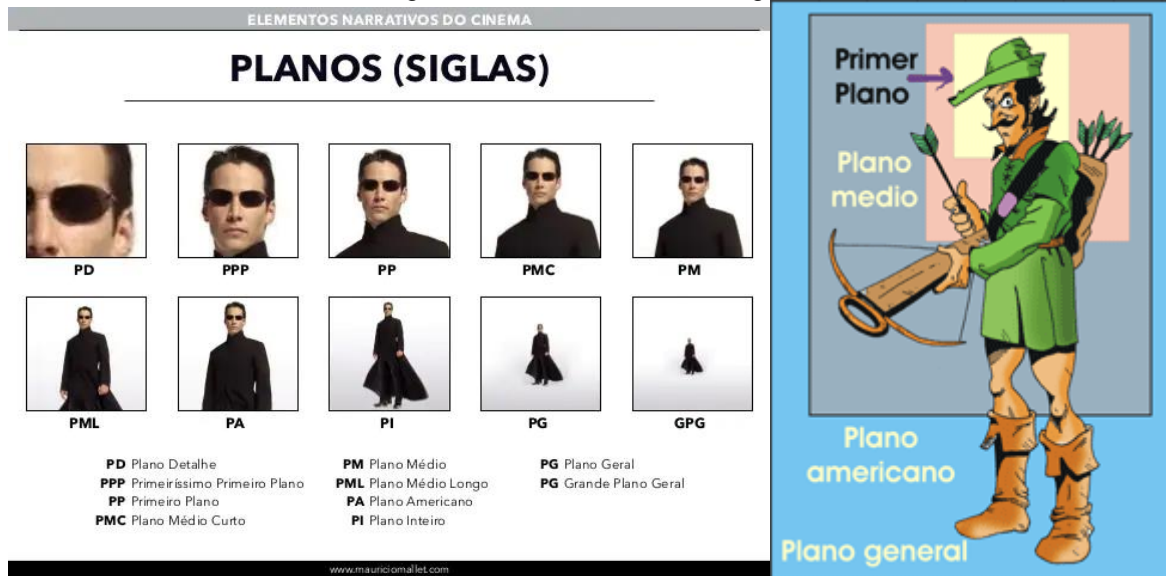 ELEMENTOS NARRATIVOS DO CINEMA
PLANOS (SIGLAS)
PD
PPP
PP
PMC
PM
PML
PA
PI
PG
GPG
PD Plano Detalhe
PPP Primeiríssimo Primeiro Plano
PP Primeiro Plano
PMC Plano Médio Curto
PM Plano Médio
PML Plano Médio Longo
PA Plano Americano
PI Plano Inteiro
PG Plano Geral
PG Grande Plano Geral
www.mauriciomallet.com
Primer
Plano
Plano
medio
Plano
americano
Plano general